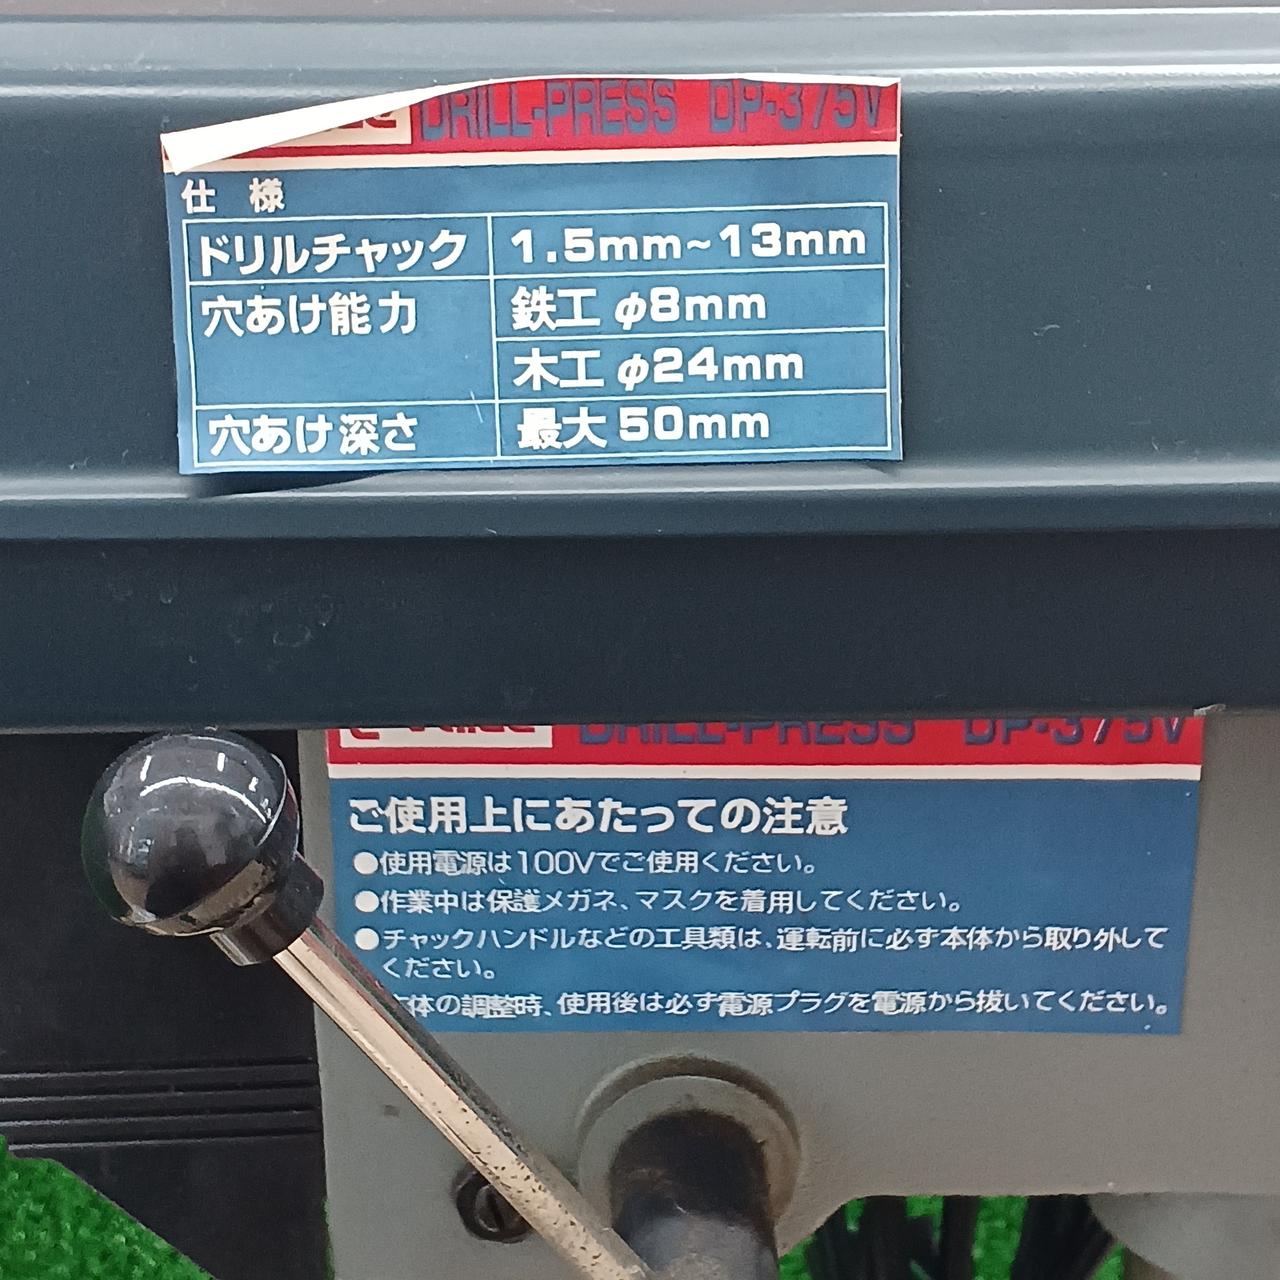 DRILL-PRESS DP-375V
仕様
ドリルチャック 1.5mm~13mm
穴あけ能力 鉄工 φ8mm
木工 φ24mm
穴あけ深さ 最大 50mm
DRILL-PRESS DP-375V
ご使用上にあたっての注意
●使用電源は100Vでご使用ください。
●作業中は保護メガネ、マスクを着用してください。
●チャックハンドルなどの工具類は、運転前に必ず本体から取り外して
ください。
体の調整時、使用後は必ず電源プラグを電源から抜いてください。